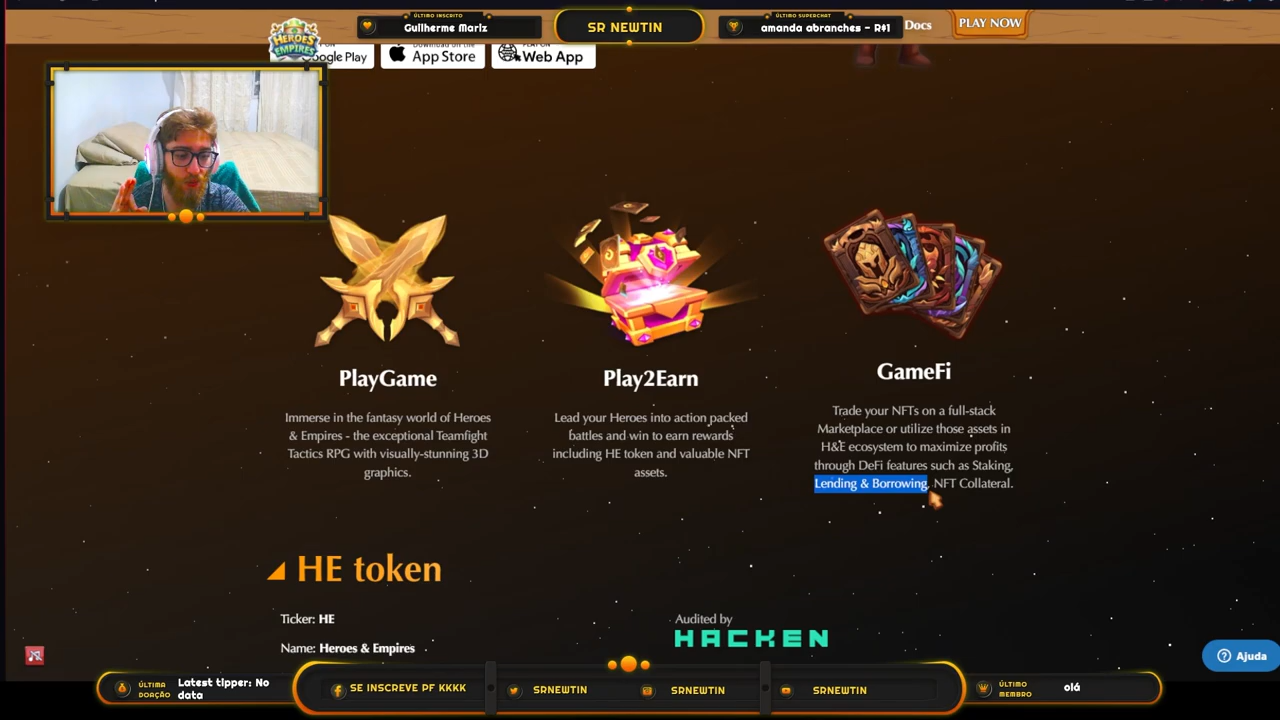 ÚLTIMO INSCRITO
Guilherme Mariz
SR NEWTIN
ÚLTIMO SUPERCHAT
amanda abranches – R$1
Docs
PLAY NOW
HEROES
EMPIRES
Google Play
Download on the
App Store
Web App
PlayGame
Immerse in the fantasy world of Heroes
& Empires - the exceptional Teamfight
Tactics RPG with visually-stunning 3D
graphics.
Play2Earn
Lead your Heroes into action packed
battles and win to earn rewards
including HE token and valuable NFT
assets.
GameFi
Trade your NFTs on a full-stack
Marketplace or utilize those assets in
H&E ecosystem to maximize profits
through DeFi features such as Staking,
Lending & Borrowing, NFT Collateral.
HE token
Ticker: HE
Name: Heroes & Empires
Audited by
HACKEN
Ajuda
ÚLTIMA
DOAÇÃO
Latest tipper: No
data
SE INSCREVE PF KKKK
SRNEWTIN
SRNEWTIN
SRNEWTIN
ÚLTIMO
MEMBRO
olá